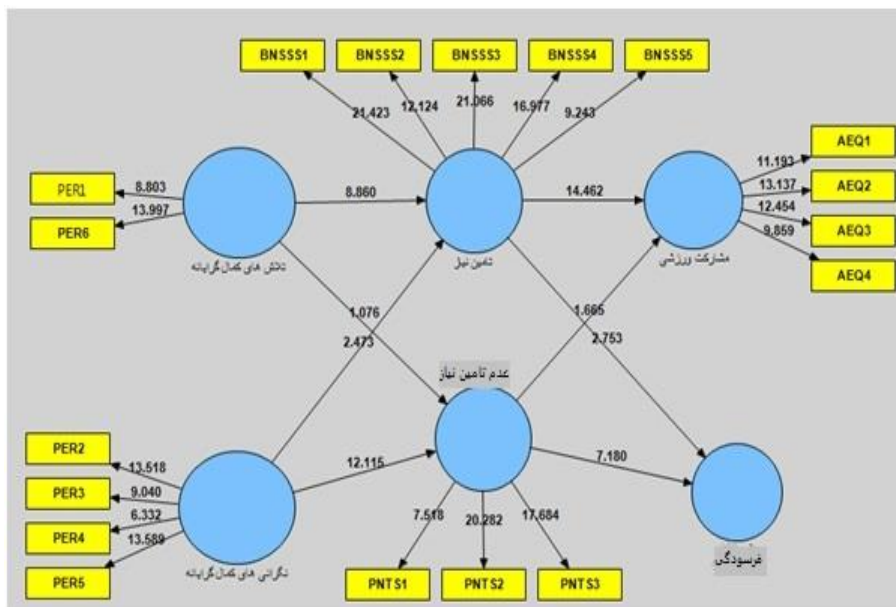 BNSSS1 BNSSS2 BNSSS3 BNSSS4 BNSSS5
21.423 12.124 21.066 16.977 9.243
PER1 8.803
PER6 13.997
تلاش های کمال گرایانه
8.860
تامین نیاز
14.462
مشارکت ورزشی
11.193 AEQ1
13.137 AEQ2
12.454 AEQ3
9.859 AEQ4
1.076
2.473
1.665
2.753
عدم تامین نیاز
PER2 13.518
PER3 9.040
PER4 6.332
PER5 13.589
نگرانی های کمال گرایانه
12.115
7.180
فرسودگی
7.518 20.282 17.684
PNTS1 PNTS2 PNTS3